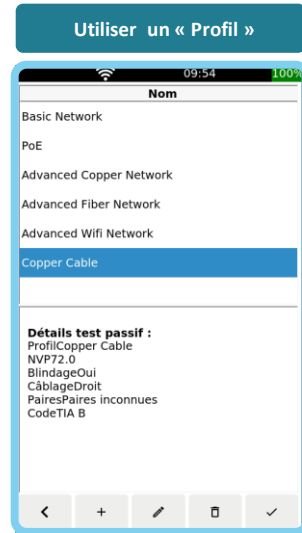 Utiliser un « Profil »
09:54 100%
Nom
Basic Network
PoE
Advanced Copper Network
Advanced Fiber Network
Advanced Wifi Network
Copper Cable
Détails test passif :
ProfilCopper Cable
NVP72.0
BlindageOui
CâblageDroit
PairesPaires inconnues
CodeTIA B